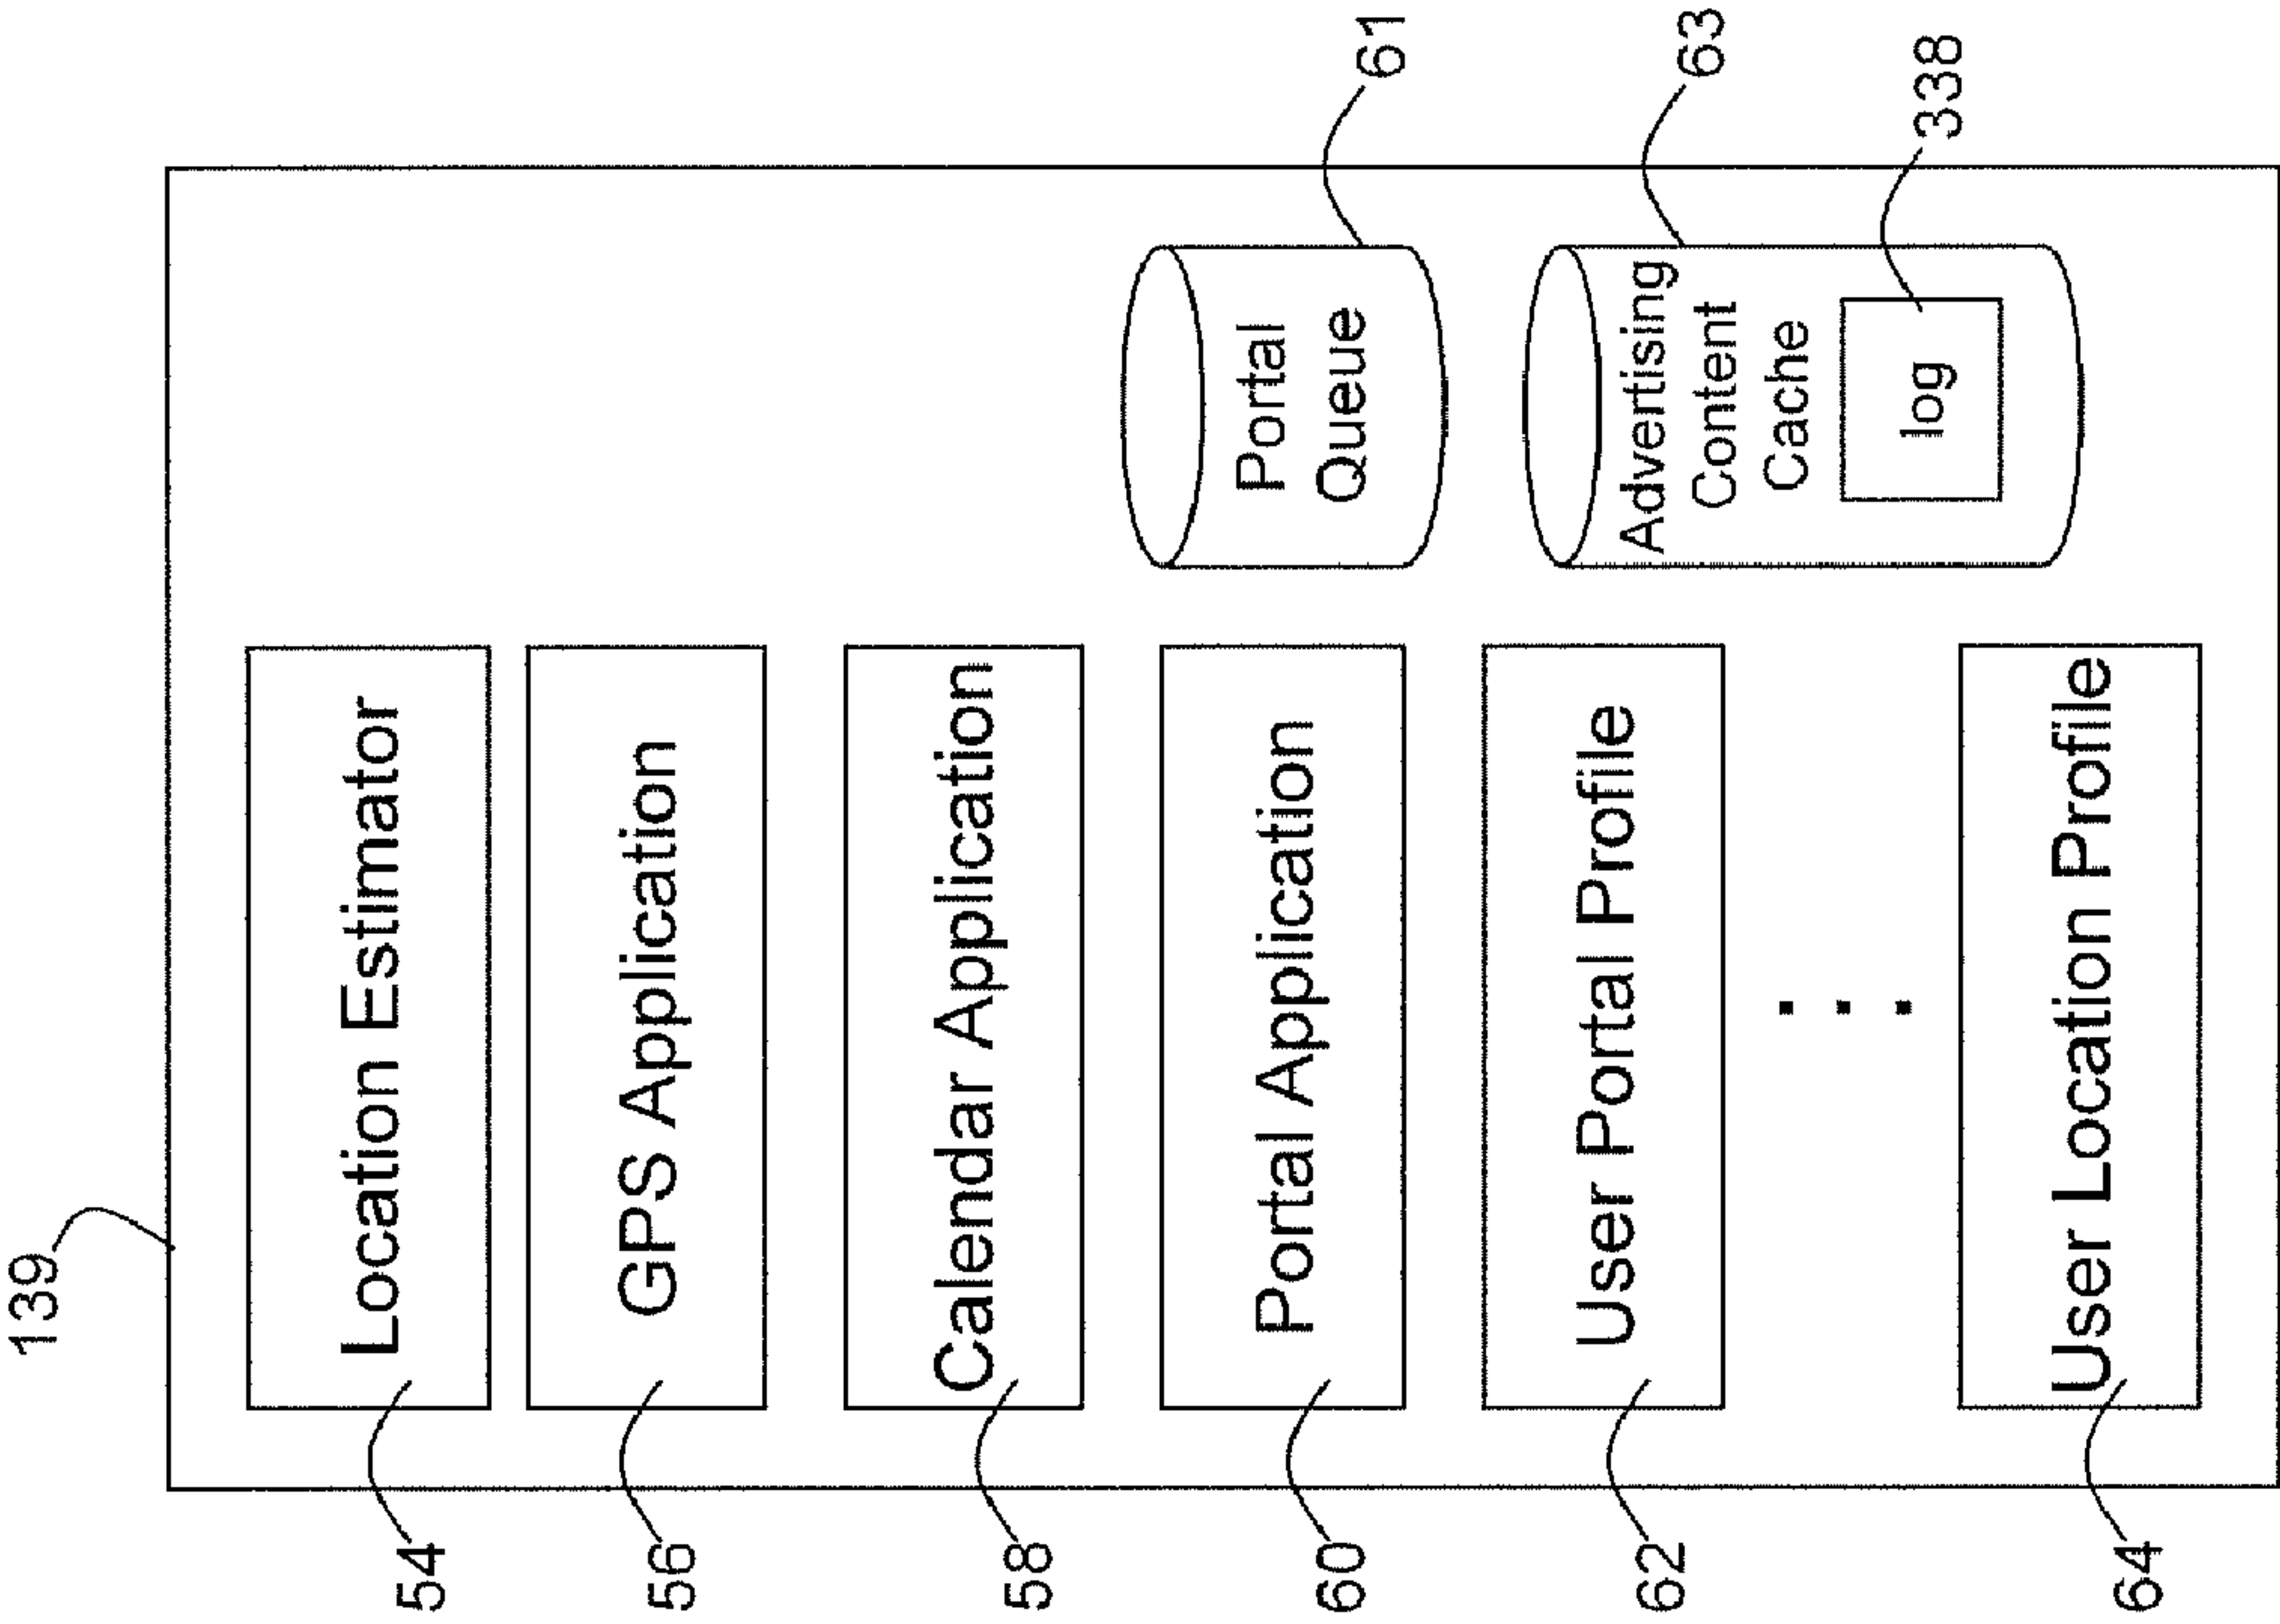 139
Location Estimator
54
GPS Application
56
Calendar Application
58
Portal Application
60
Portal
Queue
61
User Portal Profile
62
Advertising
Content
Cache
63
log
338
User Location Profile
64